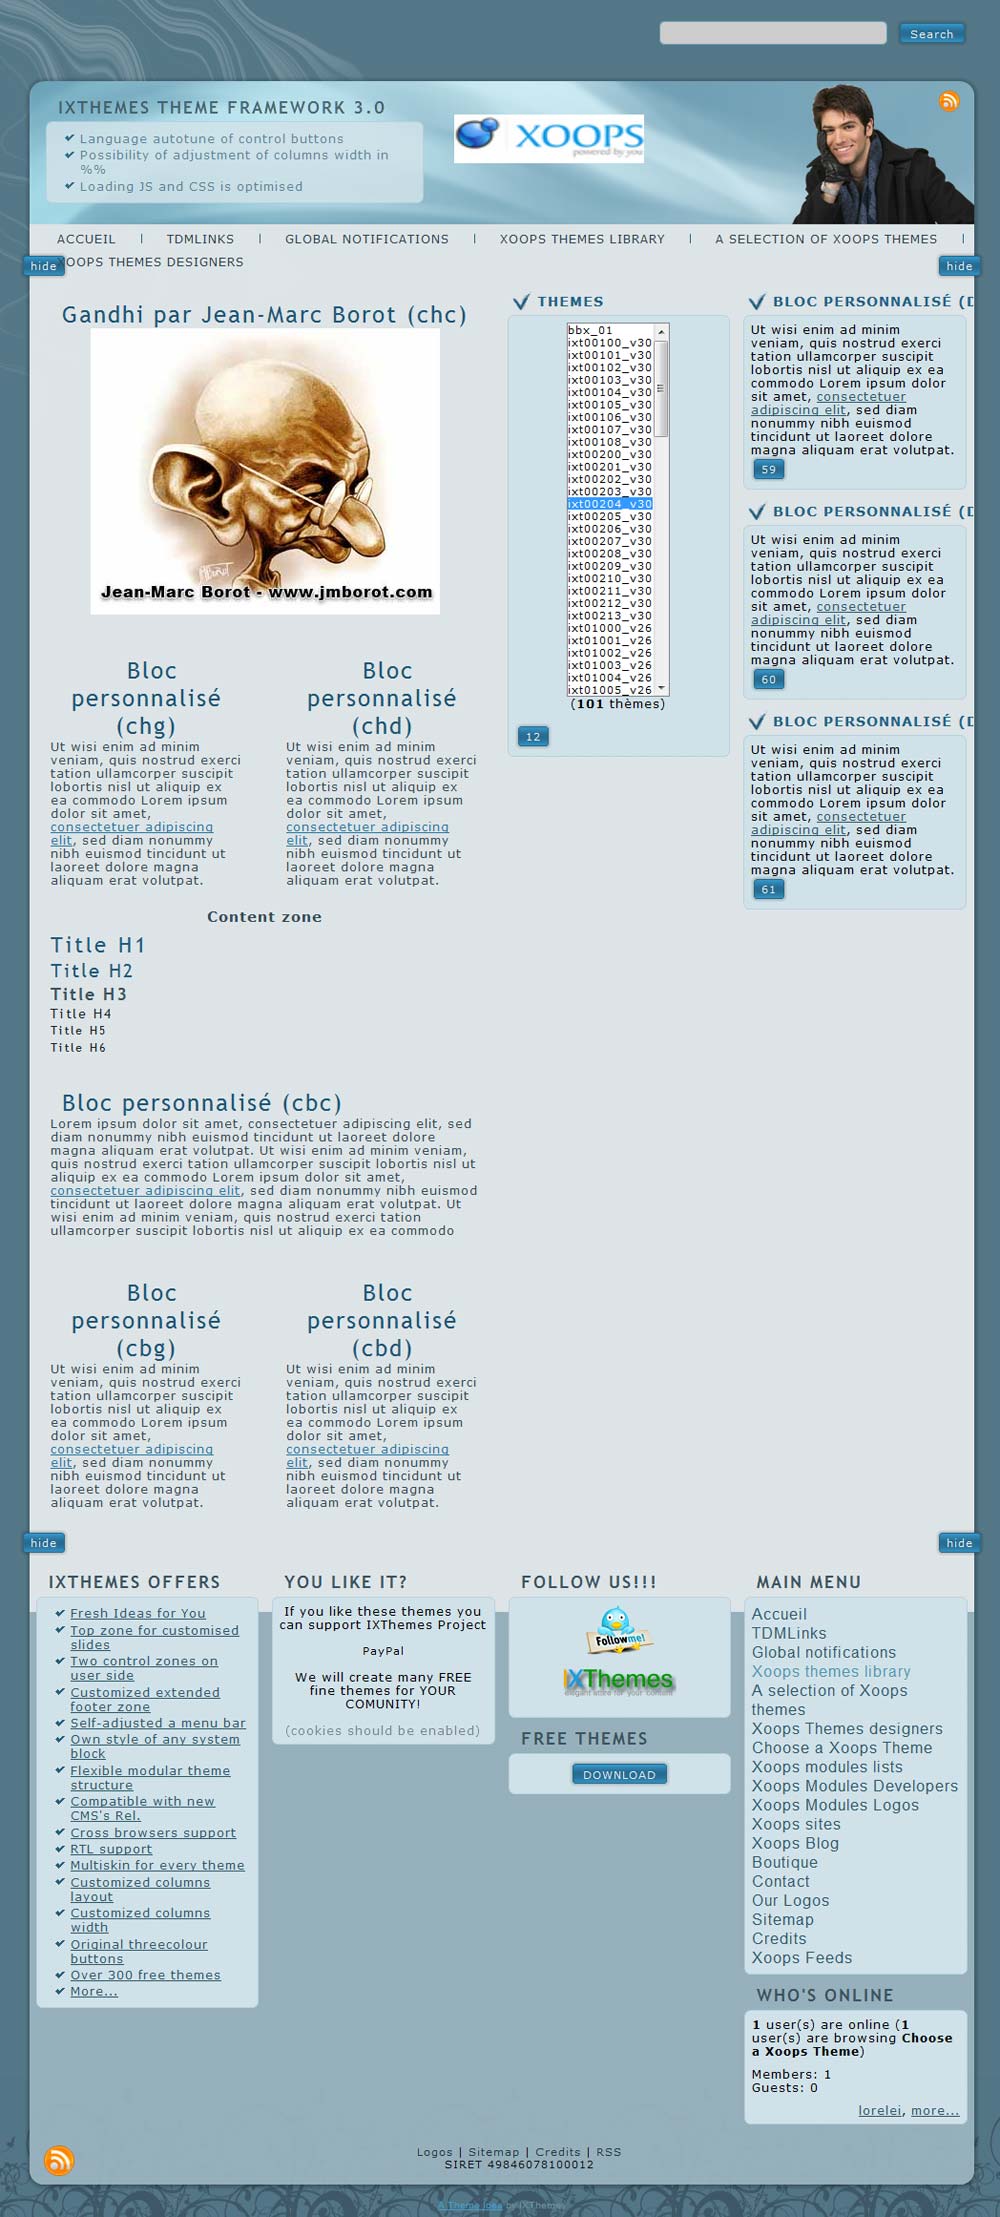 Search
IXTHEMES THEME FRAMEWORK 3.0
Language autotune of control buttons
Possibility of adjustment of columns width in
%%
Loading JS and CSS is optimised
XOOPS
powered by you
ACCUEIL | TDMLINKS | GLOBAL NOTIFICATIONS | XOOPS THEMES LIBRARY | A SELECTION OF XOOPS THEMES |
hide XOOPS THEMES DESIGNERS hide
Gandhi par Jean-Marc Borot (chc)
Jean-Marc Borot - www.jmborot.com
Bloc
personnalisé
(chg)
Ut wisi enim ad minim
veniam, quis nostrud exerci
tation ullamcorper suscipit
lobortis nisl ut aliquip ex
ea commodo Lorem ipsum
dolor sit amet,
consectetuer adipiscing
elit, sed diam nonummy
nibh euismod tincidunt ut
laoreet dolore magna
aliquam erat volutpat.
Bloc
personnalisé
(chd)
Ut wisi enim ad minim
veniam, quis nostrud exerci
tation ullamcorper suscipit
lobortis nisl ut aliquip ex
ea commodo Lorem ipsum
dolor sit amet,
consectetuer adipiscing
elit, sed diam nonummy
nibh euismod tincidunt ut
laoreet dolore magna
aliquam erat volutpat.
Content zone
Title H1
Title H2
Title H3
Title H4
Title H5
Title H6
Bloc personnalisé (cbc)
Lorem ipsum dolor sit amet, consectetuer adipiscing elit, sed
diam nonummy nibh euismod tincidunt ut laoreet dolore
magna aliquam erat volutpat. Ut wisi enim ad minim veniam,
quis nostrud exerci tation ullamcorper suscipit lobortis nisl ut
aliquip ex ea commodo Lorem ipsum dolor sit amet,
consectetuer adipiscing elit, sed diam nonummy nibh euismod
tincidunt ut laoreet dolore magna aliquam erat volutpat. Ut
wisi enim ad minim veniam, quis nostrud exerci tation
ullamcorper suscipit lobortis nisl ut aliquip ex ea commodo
Bloc
personnalisé
(cbg)
Ut wisi enim ad minim
veniam, quis nostrud exerci
tation ullamcorper suscipit
lobortis nisl ut aliquip ex
ea commodo Lorem ipsum
dolor sit amet,
consectetuer adipiscing
elit, sed diam nonummy
nibh euismod tincidunt ut
laoreet dolore magna
aliquam erat volutpat.
Bloc
personnalisé
(cbd)
Ut wisi enim ad minim
veniam, quis nostrud exerci
tation ullamcorper suscipit
lobortis nisl ut aliquip ex
ea commodo Lorem ipsum
dolor sit amet,
consectetuer adipiscing
elit, sed diam nonummy
nibh euismod tincidunt ut
laoreet dolore magna
aliquam erat volutpat.
THEMES
bbx_01
ixt00100_v30
ixt00101_v30
ixt00102_v30
ixt00103_v30
ixt00104_v30
ixt00105_v30
ixt00106_v30
ixt00107_v30
ixt00108_v30
ixt00200_v30
ixt00201_v30
ixt00202_v30
ixt00203_v30
ixt00204_v30
ixt00205_v30
ixt00206_v30
ixt00207_v30
ixt00208_v30
ixt00209_v30
ixt00210_v30
ixt00211_v30
ixt00212_v30
ixt00213_v30
ixt01000_v26
ixt01001_v26
ixt01002_v26
ixt01003_v26
ixt01004_v26
ixt01005_v26
(101 thèmes)
12
BLOC PERSONNALISÉ (D
Ut wisi enim ad minim
veniam, quis nostrud exerci
tation ullamcorper suscipit
lobortis nisl ut aliquip ex ea
commodo Lorem ipsum dolor
sit amet, consectetuer
adipiscing elit, sed diam
nonummy nibh euismod
tincidunt ut laoreet dolore
magna aliquam erat volutpat.
59
BLOC PERSONNALISÉ (D
Ut wisi enim ad minim
veniam, quis nostrud exerci
tation ullamcorper suscipit
lobortis nisl ut aliquip ex ea
commodo Lorem ipsum dolor
sit amet, consectetuer
adipiscing elit, sed diam
nonummy nibh euismod
tincidunt ut laoreet dolore
magna aliquam erat volutpat.
60
BLOC PERSONNALISÉ (D
Ut wisi enim ad minim
veniam, quis nostrud exerci
tation ullamcorper suscipit
lobortis nisl ut aliquip ex ea
commodo Lorem ipsum dolor
sit amet, consectetuer
adipiscing elit, sed diam
nonummy nibh euismod
tincidunt ut laoreet dolore
magna aliquam erat volutpat.
61
hide hide
IXTHEMES OFFERS
Fresh Ideas for You
Top zone for customised
slides
Two control zones on
user side
Customized extended
footer zone
Self-adjusted a menu bar
Own style of any system
block
Flexible modular theme
structure
Compatible with new
CMS's Rel.
Cross browsers support
RTL support
Multiskin for every theme
Customized columns
layout
Customized columns
width
Original threecolour
buttons
Over 300 free themes
More...
YOU LIKE IT?
If you like these themes you
can support IXThemes Project
PayPal
We will create many FREE
fine themes for YOUR
COMUNITY!
(cookies should be enabled)
FOLLOW US!!!
Followme!
IXThemes
elegant store for your content
FREE THEMES
DOWNLOAD
MAIN MENU
Accueil
TDMLinks
Global notifications
Xoops themes library
A selection of Xoops
themes
Xoops Themes designers
Choose a Xoops Theme
Xoops modules lists
Xoops Modules Developers
Xoops Modules Logos
Xoops sites
Xoops Blog
Boutique
Contact
Our Logos
Sitemap
Credits
Xoops Feeds
WHO'S ONLINE
1 user(s) are online (1
user(s) are browsing Choose
a Xoops Theme)
Members: 1
Guests: 0
lorelei, more...
Logos | Sitemap | Credits | RSS
SIRET 49846078100012
A Theme Idea by IXThemes